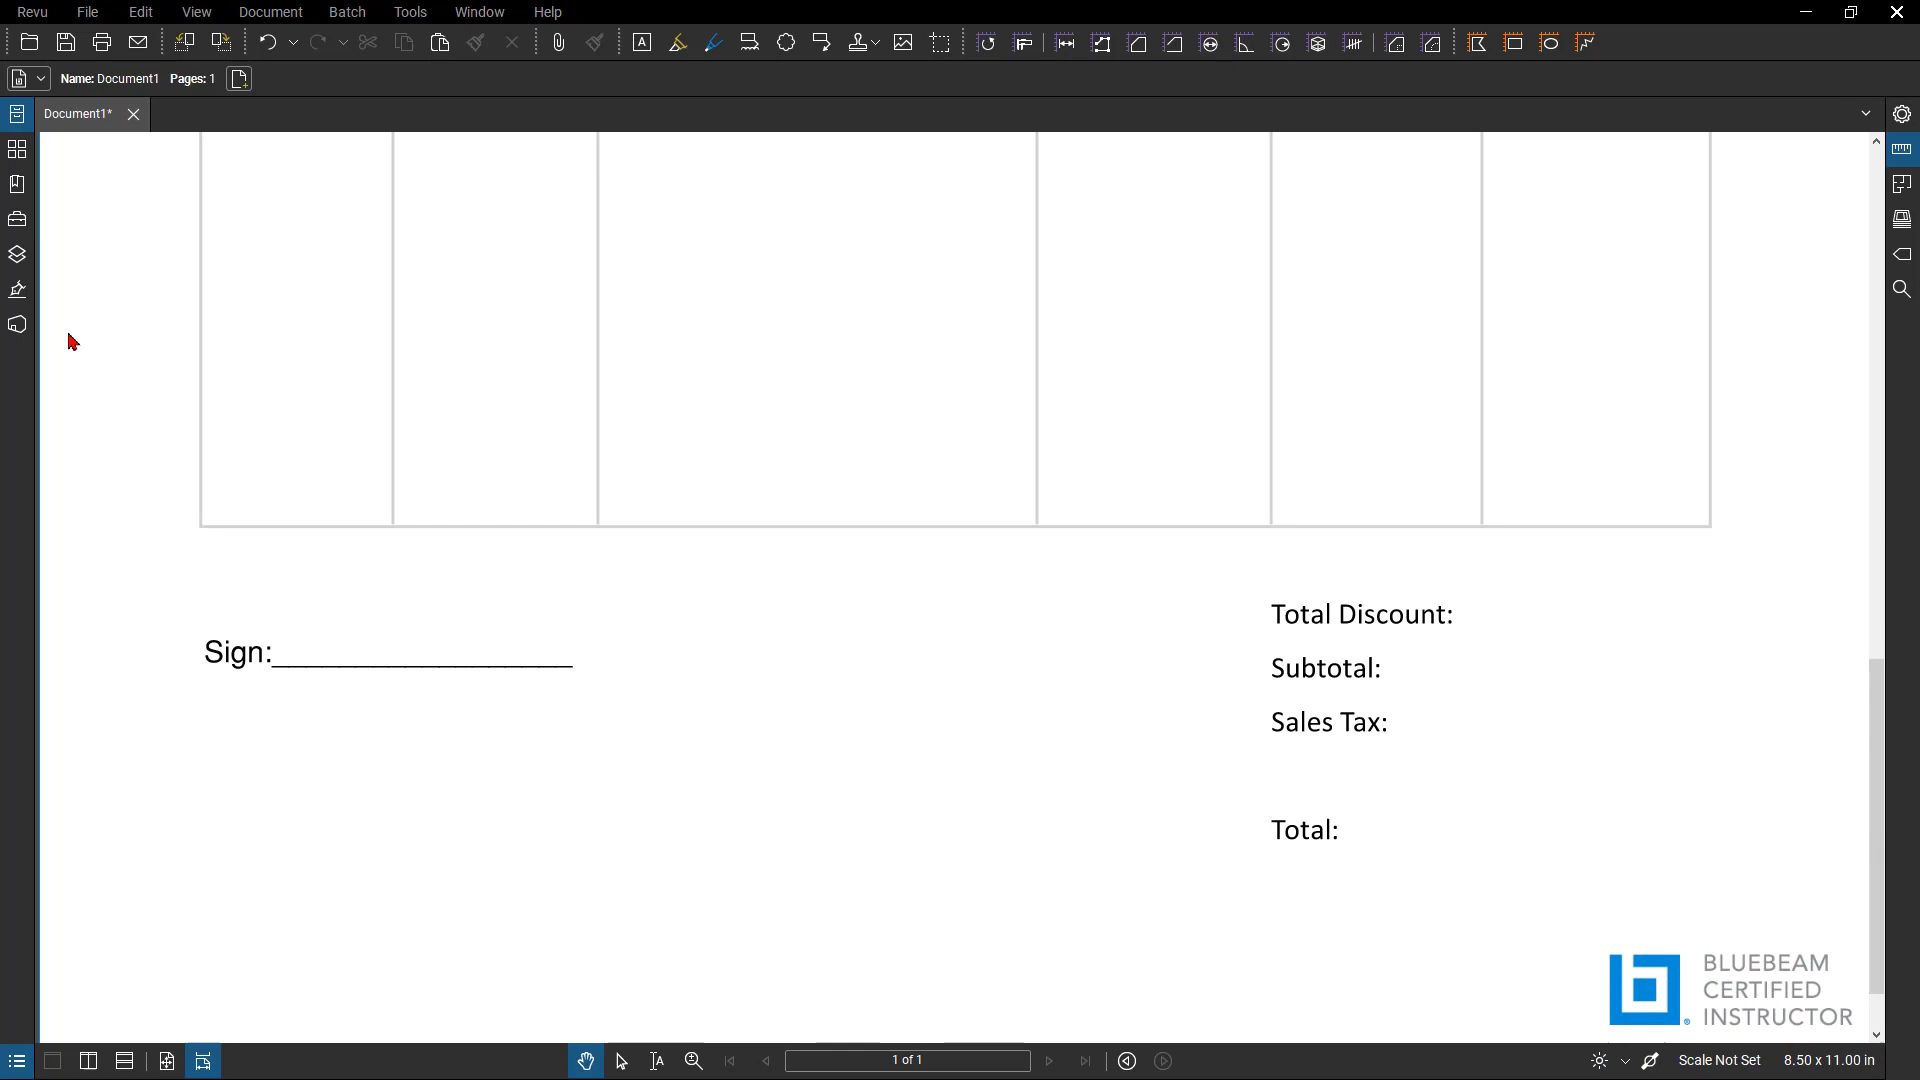 Revu File Edit View Document Batch Tools Window Help
Name: Document1 Pages: 1
Document1*
Total Discount:
Sign:__________________
Subtotal:
Sales Tax:
Total:
BLUEBEAM
CERTIFIED
INSTRUCTOR
1 of 1
Scale Not Set 8.50 x 11.00 in